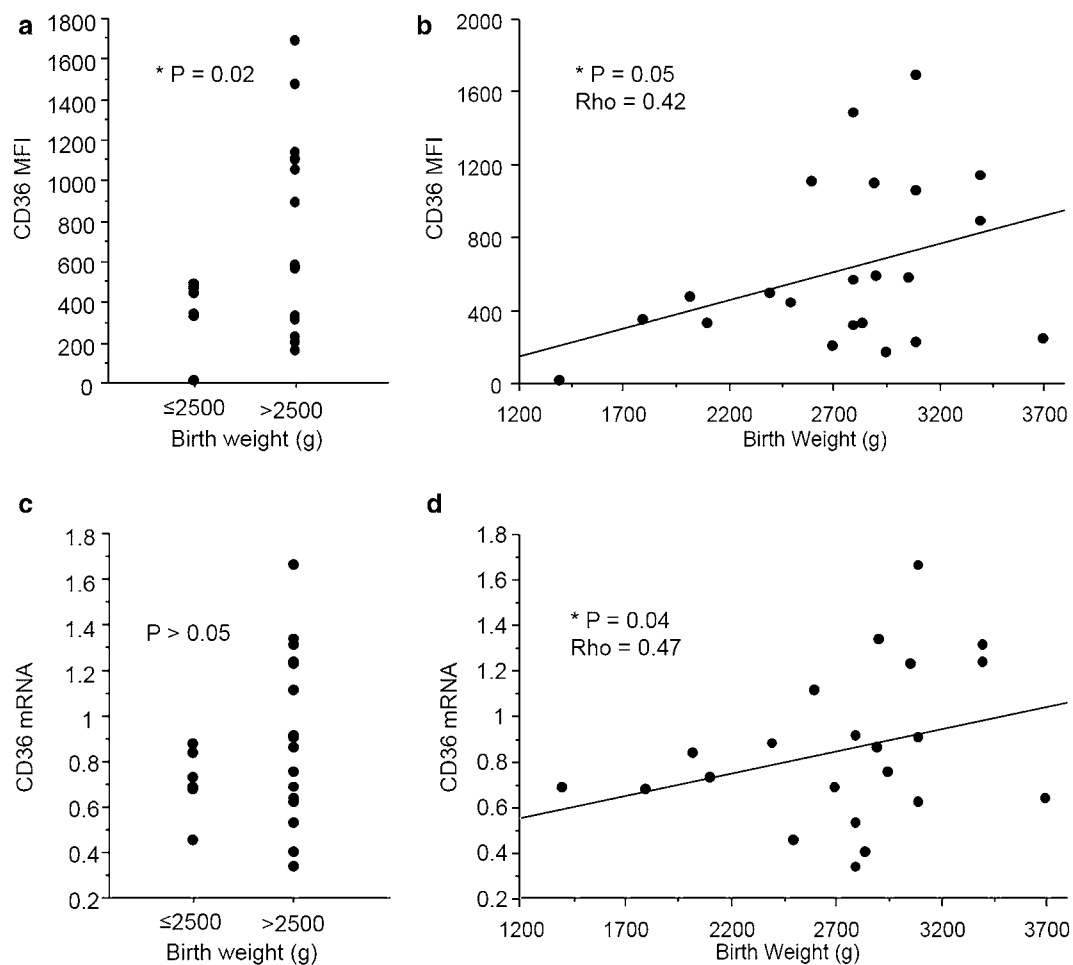 a
1800
1600
1400
1200
1000
800
600
400
200
0
CD36 MFI
* P = 0.02
≤2500
>2500
Birth weight (g)
b
2000
1600
1200
800
400
0
CD36 MFI
* P = 0.05
Rho = 0.42
1200
1700
2200
2700
3200
3700
Birth Weight (g)
c
1.8
1.6
1.4
1.2
1
0.8
0.6
0.4
0.2
CD36 mRNA
P > 0.05
≤2500
>2500
Birth weight (g)
d
1.8
1.6
1.4
1.2
1
0.8
0.6
0.4
0.2
CD36 mRNA
* P = 0.04
Rho = 0.47
1200
1700
2200
2700
3200
3700
Birth Weight (g)